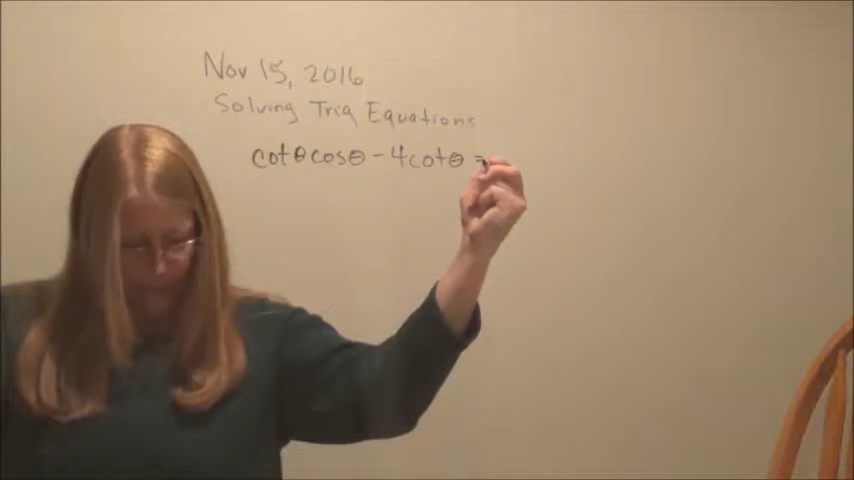 Nov 15, 2016
Solving Trig Equations
cotθcosθ - 4cotθ =